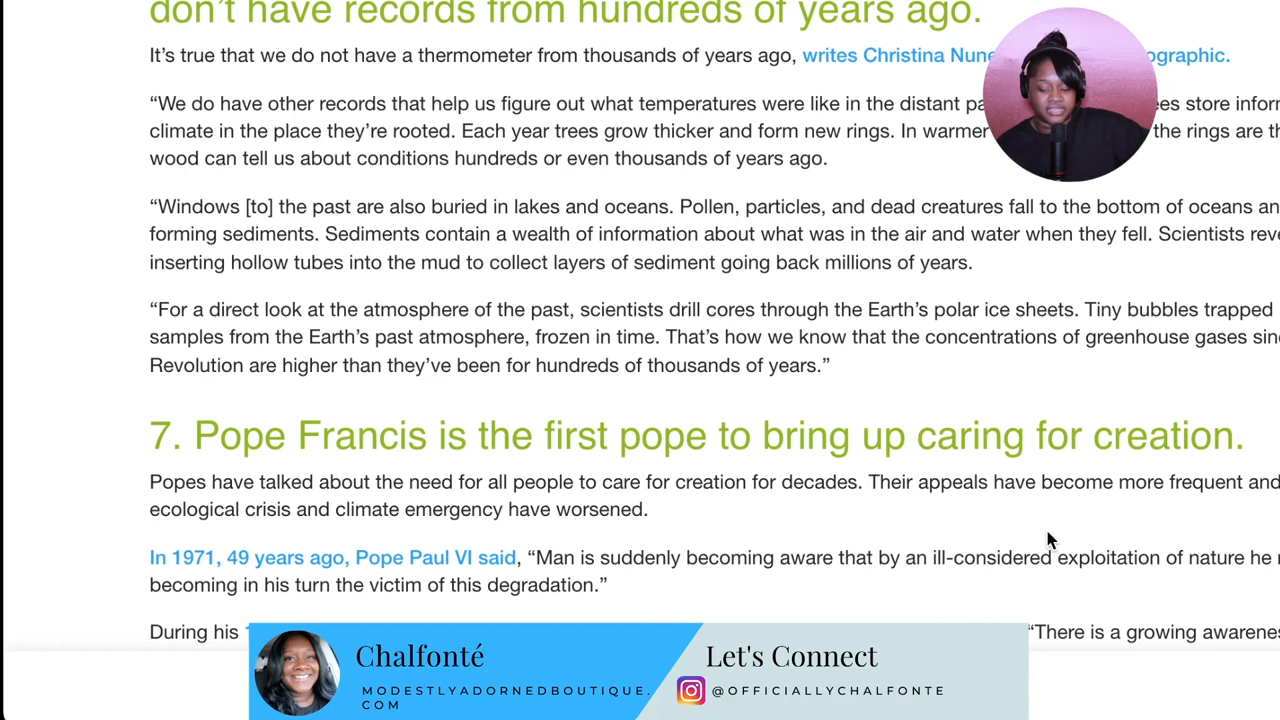 don’t have records from hundreds of years ago.
It’s true that we do not have a thermometer from thousands of years ago, writes Christina Nune ographic.
“We do have other records that help us figure out what temperatures were like in the distant pa ees store infor
climate in the place they’re rooted. Each year trees grow thicker and form new rings. In warmer the rings are th
wood can tell us about conditions hundreds or even thousands of years ago.
“Windows [to] the past are also buried in lakes and oceans. Pollen, particles, and dead creatures fall to the bottom of oceans an
forming sediments. Sediments contain a wealth of information about what was in the air and water when they fell. Scientists reve
inserting hollow tubes into the mud to collect layers of sediment going back millions of years.
“For a direct look at the atmosphere of the past, scientists drill cores through the Earth’s polar ice sheets. Tiny bubbles trapped
samples from the Earth’s past atmosphere, frozen in time. That’s how we know that the concentrations of greenhouse gases sin
Revolution are higher than they’ve been for hundreds of thousands of years.”
7. Pope Francis is the first pope to bring up caring for creation.
Popes have talked about the need for all people to care for creation for decades. Their appeals have become more frequent and
ecological crisis and climate emergency have worsened.
In 1971, 49 years ago, Pope Paul VI said, “Man is suddenly becoming aware that by an ill-considered exploitation of nature he
becoming in his turn the victim of this degradation.”
During his “There is a growing awarenes
Chalfonté
MODESTLYADORNEDBOUTIQUE.
COM
Let's Connect
@OFFICIALLYCHALFONTE